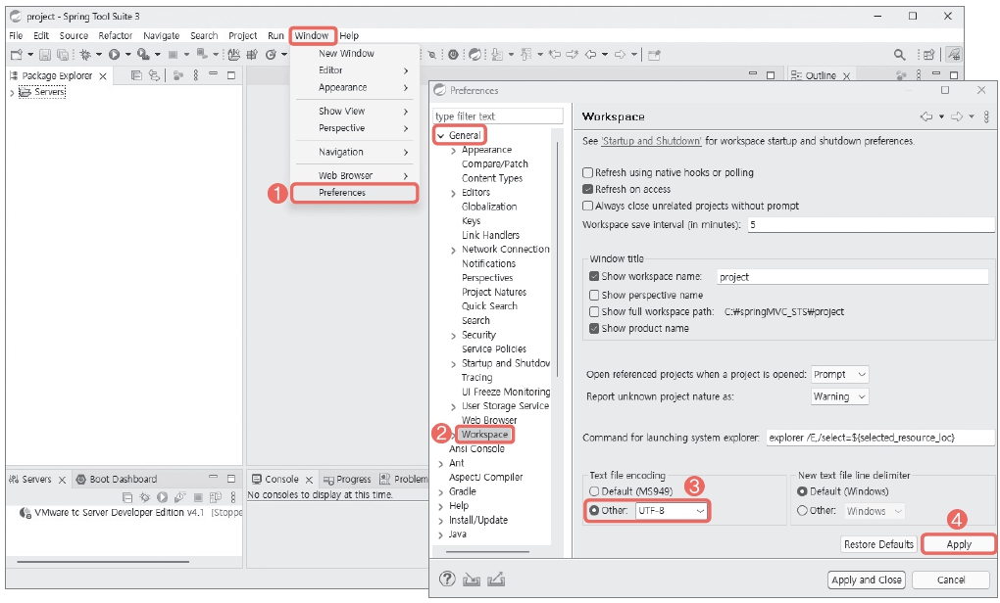 project - Spring Tool Suite 3
File Edit Source Refactor Navigate Search Project Run Window Help
Package Explorer
Servers
New Window
Editor
Appearance
Show View
Perspective
Navigation
Web Browser
① Preferences
Outline
Servers Boot Dashboard
VMware tc Server Developer Edition v4.1 [Stoppe
Console Progress Problem
No consoles to display at this time.
Preferences
type filter text
General
Appearance
Compare/Patch
Content Types
Editors
Globalization
Keys
Link Handlers
Network Connection
Notifications
Perspectives
Project Natures
Quick Search
Search
Security
Service Policies
Startup and Shutdov
Tracing
UI Freeze Monitoring
User Storage Service
Web Browser
② Workspace
Ansi Console
Ant
AspectJ Compiler
Gradle
Help
Install/Update
Java
Workspace
See 'Startup and Shutdown' for workspace startup and shutdown preferences.
Refresh using native hooks or polling
Refresh on access
Always close unrelated projects without prompt
Workspace save interval (in minutes): 5
Window title
Show workspace name: project
Show perspective name
Show full workspace path: C:₩springMVC_STS₩project
Show product name
Open referenced projects when a project is opened: Prompt
Report unknown project nature as: Warning
Command for launching system explorer: explorer /E,/select=${selected_resource_loc}
Text file encoding
Default (MS949) ③
Other: UTF-8
New text file line delimiter
Default (Windows)
Other: Windows
④
Restore Defaults Apply
Apply and Close Cancel